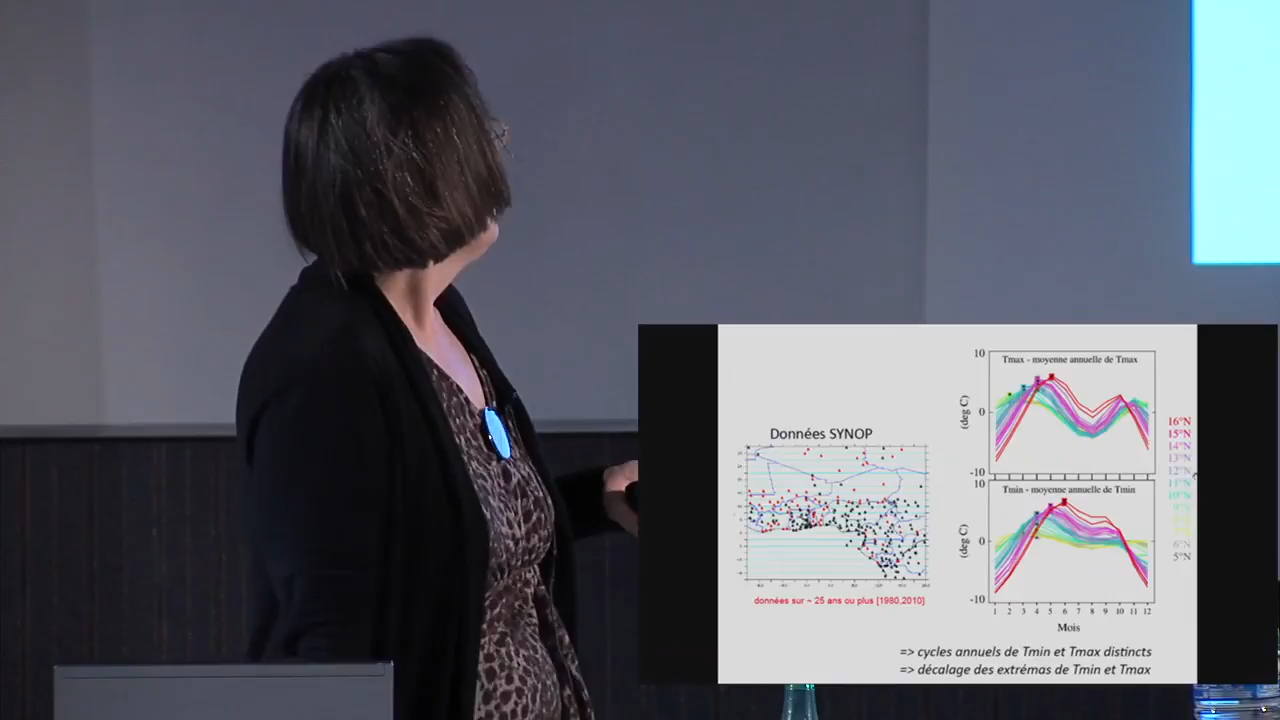 Données SYNOP
données sur ~ 25 ans ou plus [1980,2010]
10
Tmax - moyenne annuelle de Tmax
(deg C)
0
-10
10
Tmin - moyenne annuelle de Tmin
(deg C)
0
-10
1 2 3 4 5 6 7 8 9 10 11 12
Mois
16°N
15°N
14°N
13°N
12°N
11°N
10°N
9°N
6°N
5°N
=> cycles annuels de Tmin et Tmax distincts
=> décalage des extrémas de Tmin et Tmax